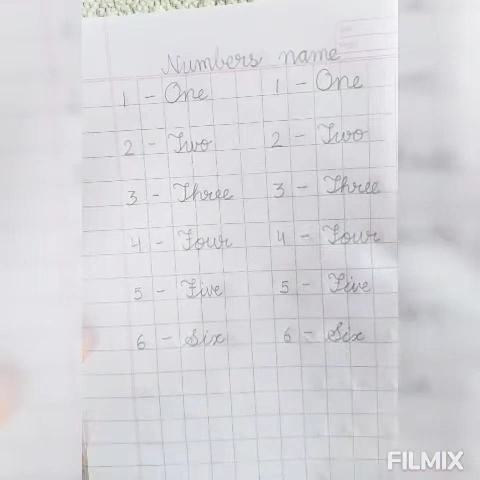 Numbers name
1 - One 1 - One
2 - Two 2 - Two
3 - Three 3 - Three
4 - Four 4 - Four
5 - Five 5 - Five
6 - Six 6 - Six
FILMIX